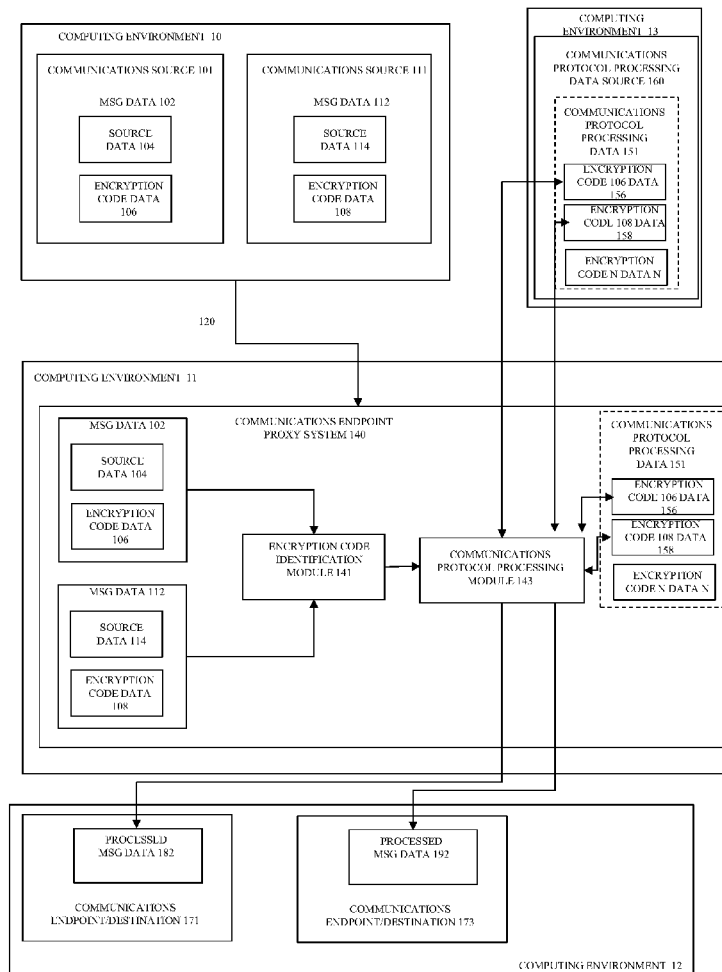 COMPUTING ENVIRONMENT 10
COMMUNICATIONS SOURCE 101
MSG DATA 102
SOURCE
DATA 104
ENCRYPTION
CODE DATA
106
COMMUNICATIONS SOURCE 111
MSG DATA 112
SOURCE
DATA 114
ENCRYPTION
CODE DATA
108
COMPUTING
ENVIRONMENT 13
COMMUNICATIONS
PROTOCOL PROCESSING
DATA SOURCE 160
COMMUNICATIONS
PROTOCOL
PROCESSING
DATA 151
ENCRYPTION
CODE 106 DATA
156
ENCRYPTION
CODE 108 DATA
158
ENCRYPTION
CODE N DATA N
120
COMPUTING ENVIRONMENT 11
COMMUNICATIONS ENDPOINT
PROXY SYSTEM 140
MSG DATA 102
SOURCE
DATA 104
ENCRYPTION
CODE DATA
106
MSG DATA 112
SOURCE
DATA 114
ENCRYPTION
CODE DATA
108
ENCRYPTION CODE
IDENTIFICATION
MODULE 141
COMMUNICATIONS
PROTOCOL PROCESSING
MODULE 143
COMMUNICATIONS
PROTOCOL
PROCESSING
DATA 151
ENCRYPTION
CODE 106 DATA
156
ENCRYPTION
CODE 108 DATA
158
ENCRYPTION
CODE N DATA N
PROCESSED
MSG DATA 182
COMMUNICATIONS
ENDPOINT/DESTINATION 171
PROCESSED
MSG DATA 192
COMMUNICATIONS
ENDPOINT/DESTINATION 173
COMPUTING ENVIRONMENT 12